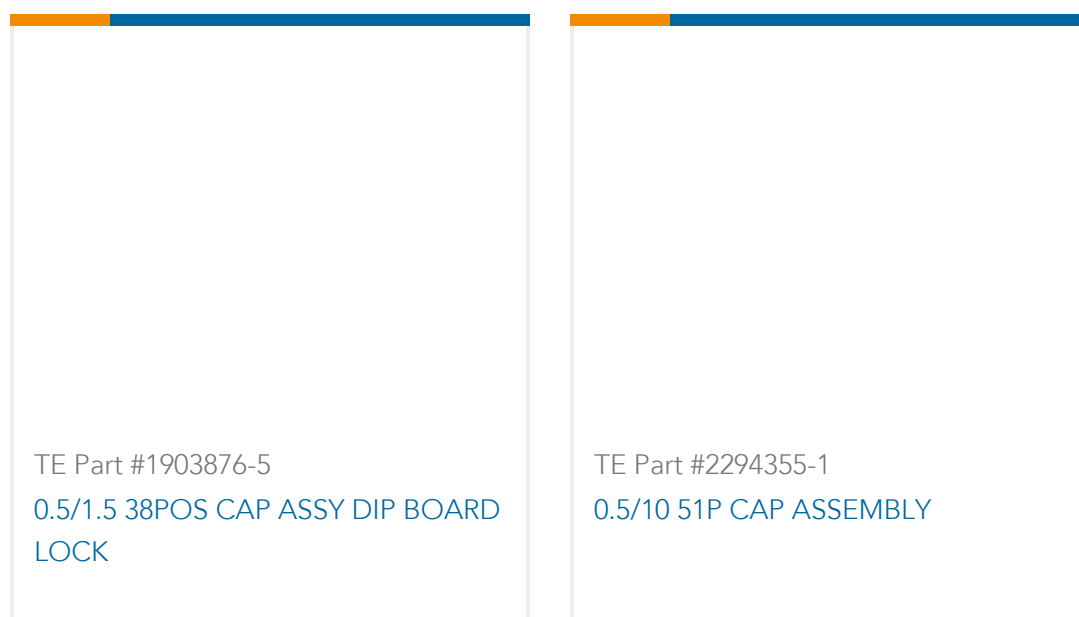 TE Part #1903876-5
0.5/1.5 38POS CAP ASSY DIP BOARD
LOCK
TE Part #2294355-1
0.5/10 51P CAP ASSEMBLY